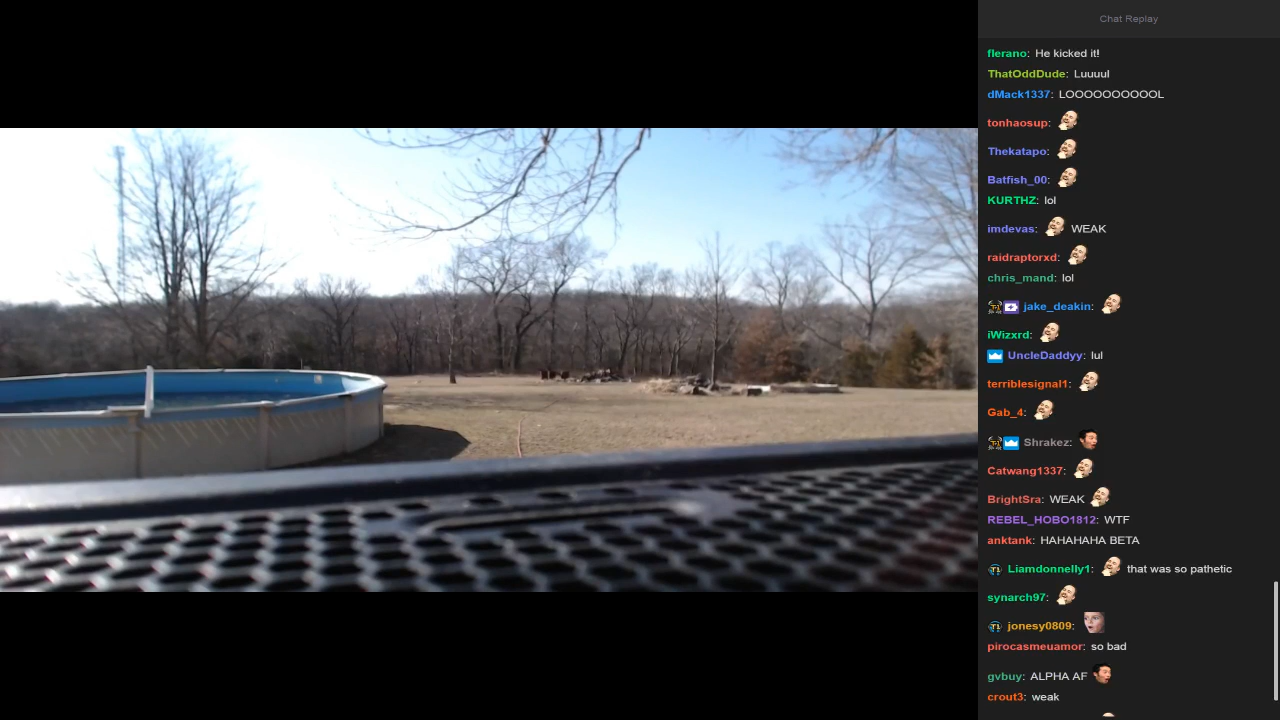 Chat Replay
flerano: He kicked it!
ThatOddDude: Luuuul
dMack1337: LOOOOOOOOOOL
tonhaosup:
Thekatapo:
Batfish_00:
KURTHZ: lol
imdevas: WEAK
raidraptorxd:
chris_mand: lol
jake_deakin:
iWizxrd:
UncleDaddyy: lul
terriblesignal1:
Gab_4:
Shrakez:
Catwang1337:
BrightSra: WEAK
REBEL_HOBO1812: WTF
anktank: HAHAHAHA BETA
Liamdonnelly1: that was so pathetic
synarch97:
jonesy0809:
pirocasmeuamor: so bad
gvbuy: ALPHA AF
crout3: weak